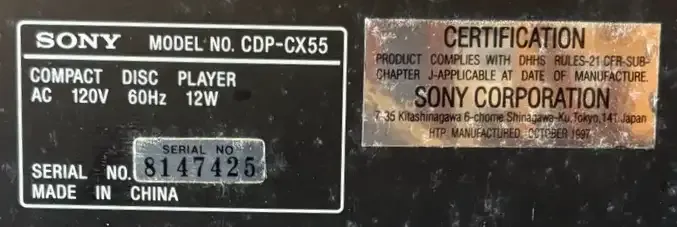 SONY MODEL NO. CDP-CX55
COMPACT DISC PLAYER
AC 120V 60Hz 12W
SERIAL NO
SERIAL NO. 8147425
MADE IN CHINA
CERTIFICATION
PRODUCT COMPLIES WITH DHHS RULES-21 CFR-SUB-
CHAPTER J-APPLICABLE AT DATE OF MANUFACTURE.
SONY CORPORATION
7-35 Kitashinagawa 6-chome Shinagawa-Ku, Tokyo, 141 Japan
HTP MANUFACTURED, OCTOBER 1997